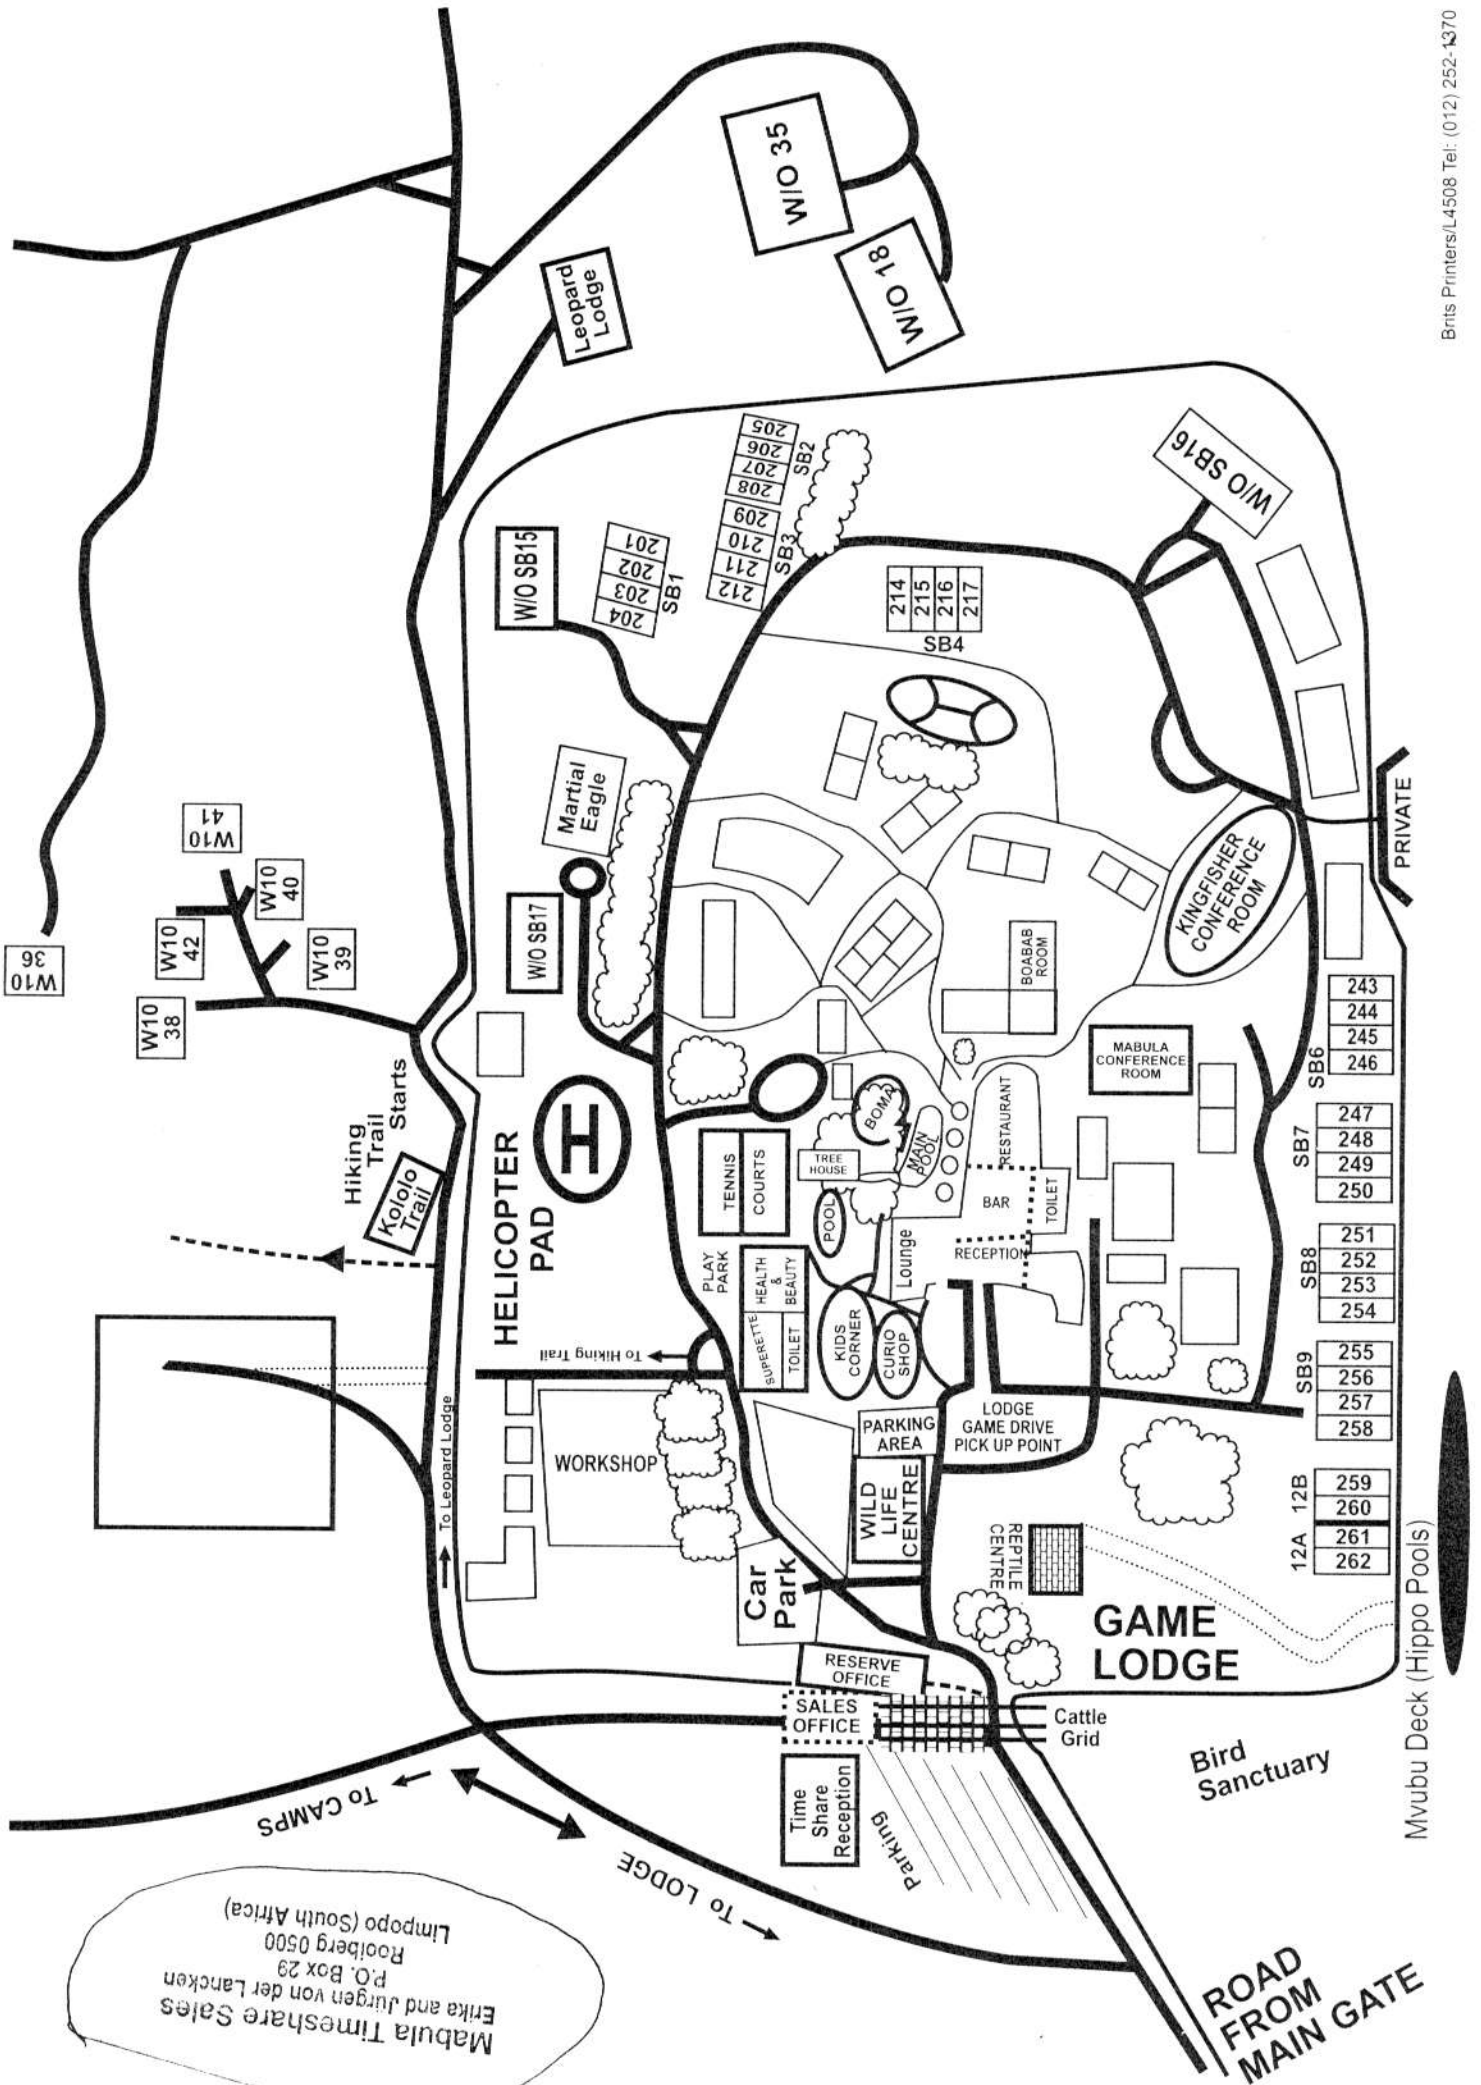 Brits Printers/L4508 Tel: (012) 252-1370
W/O 35
W/O 18
Leopard
Lodge
205
206
207
208
SB2
209
210
211
212
SB3
201
202
203
204
SB1
W/O SB15
W/O SB16
214
215
216
217
SB4
Martial
Eagle
W/O SB17
W10
41
W10
40
W10
42
W10
39
W10
38
W10
36
Hiking
Trail
Starts
Kololo
Trail
HELICOPTER
PAD
H
PRIVATE
KINGFISHER
CONFERENCE
ROOM
BOABAB
ROOM
MABULA
CONFERENCE
ROOM
243
244
245
246
SB6
247
248
249
250
SB7
251
252
253
254
SB8
255
256
257
258
SB9
259
260
12B
261
262
12A
TENNIS
COURTS
TREE
HOUSE
BOMA
MAIN
POOL
RESTAURANT
POOL
BAR
TOILET
Lounge
RECEPTION
PLAY
PARK
HEALTH
&
BEAUTY
SUPERETTE
TOILET
KIDS
CORNER
CURIO
SHOP
To Hiking Trail
PARKING
AREA
LODGE
GAME DRIVE
PICK UP POINT
WORKSHOP
To Leopard Lodge
WILD
LIFE
CENTRE
REPTILE
CENTRE
Car
Park
GAME
LODGE
RESERVE
OFFICE
SALES
OFFICE
Cattle
Grid
Time
Share
Reception
Parking
Bird
Sanctuary
Mvubu Deck (Hippo Pools)
To CAMPS
To LODGE
ROAD
FROM
MAIN GATE
Mabula Timeshare Sales
Erika and Jurgen von der Lancken
P.O. Box 29
Rooiberg 0500
Limpopo (South Africa)